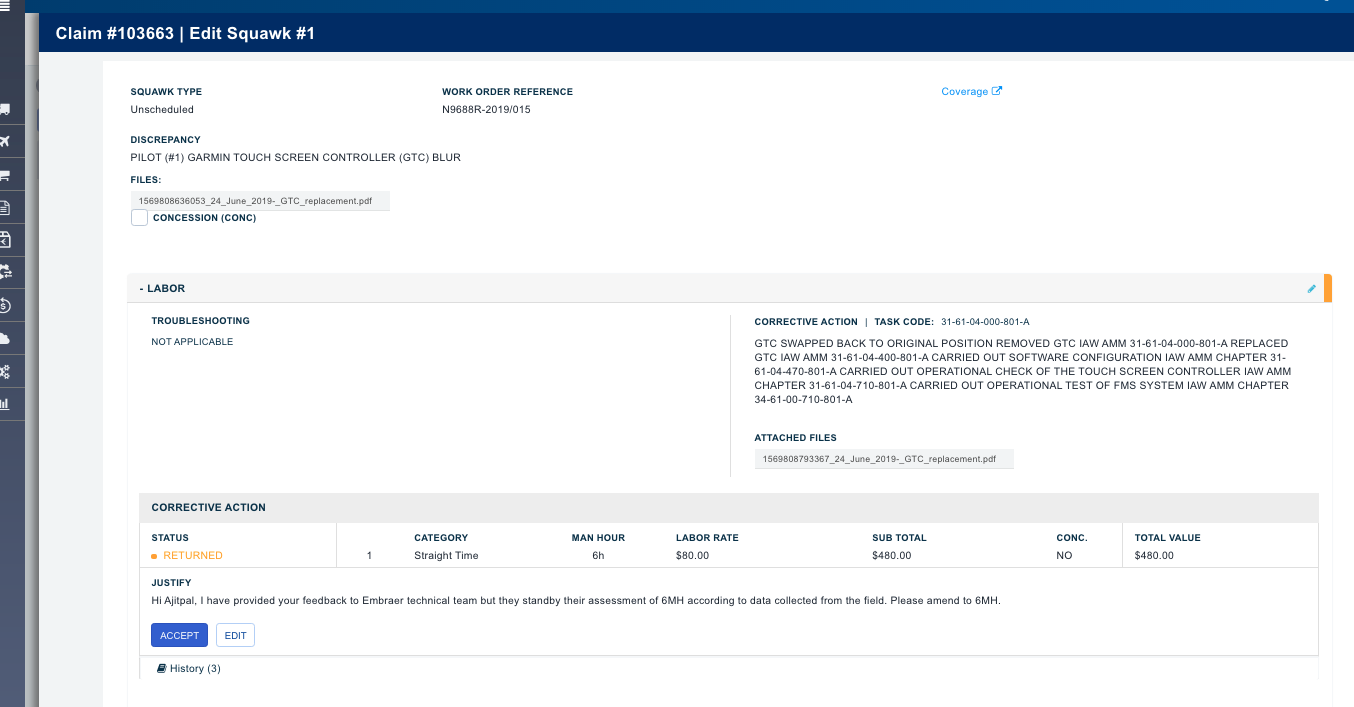 Claim #103663 | Edit Squawk #1
SQUAWK TYPE
Unscheduled
WORK ORDER REFERENCE
N9688R-2019/015
Coverage
DISCREPANCY
PILOT (#1) GARMIN TOUCH SCREEN CONTROLLER (GTC) BLUR
FILES:
1569808636053_24_June_2019-_GTC_replacement.pdf
CONCESSION (CONC)
- LABOR
TROUBLESHOOTING
NOT APPLICABLE
CORRECTIVE ACTION | TASK CODE: 31-61-04-000-801-A
GTC SWAPPED BACK TO ORIGINAL POSITION REMOVED GTC IAW AMM 31-61-04-000-801-A REPLACED
GTC IAW AMM 31-61-04-400-801-A CARRIED OUT SOFTWARE CONFIGURATION IAW AMM CHAPTER 31-
61-04-470-801-A CARRIED OUT OPERATIONAL CHECK OF THE TOUCH SCREEN CONTROLLER IAW AMM
CHAPTER 31-61-04-710-801-A CARRIED OUT OPERATIONAL TEST OF FMS SYSTEM IAW AMM CHAPTER
34-61-00-710-801-A
ATTACHED FILES
1569808793367_24_June_2019-_GTC_replacement.pdf
CORRECTIVE ACTION
STATUS CATEGORY MAN HOUR LABOR RATE SUB TOTAL CONC. TOTAL VALUE
RETURNED 1 Straight Time 6h $80.00 $480.00 NO $480.00
JUSTIFY
Hi Ajitpal, I have provided your feedback to Embraer technical team but they standby their assessment of 6MH according to data collected from the field. Please amend to 6MH.
ACCEPT EDIT
History (3)